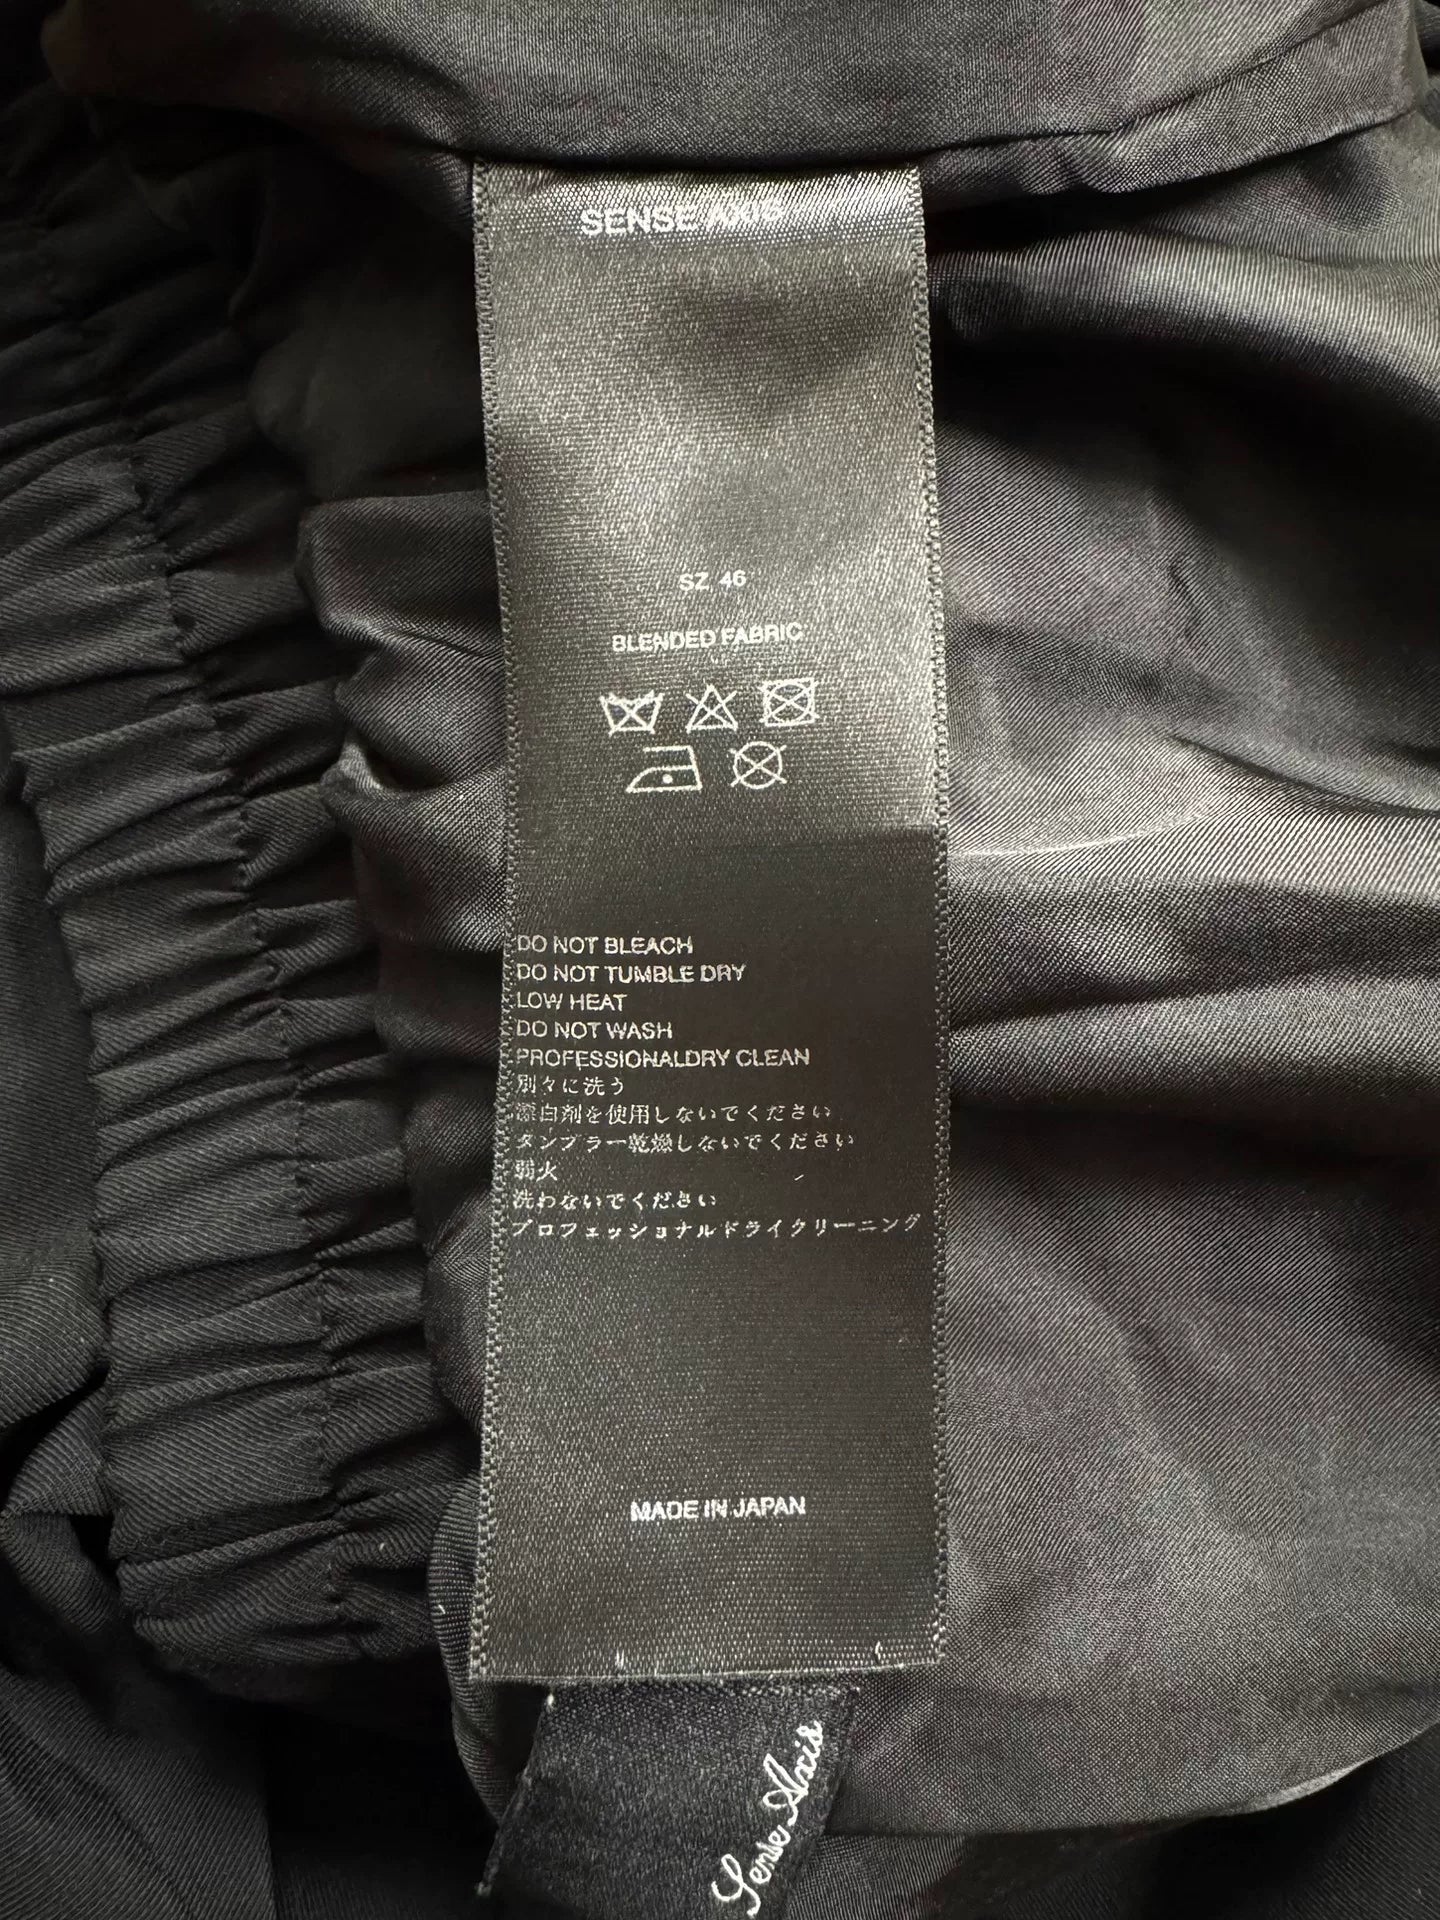 SENSE AXIS
SZ 46
BLENDED FABRIC
DO NOT BLEACH
DO NOT TUMBLE DRY
LOW HEAT
DO NOT WASH
PROFESSIONALDRY CLEAN
別々に洗う
漂白剤を使用しないでください
タンブラー乾燥しないでください
弱火
洗わないでください
プロフェッショナルドライクリーニング
MADE IN JAPAN
Sense Axis